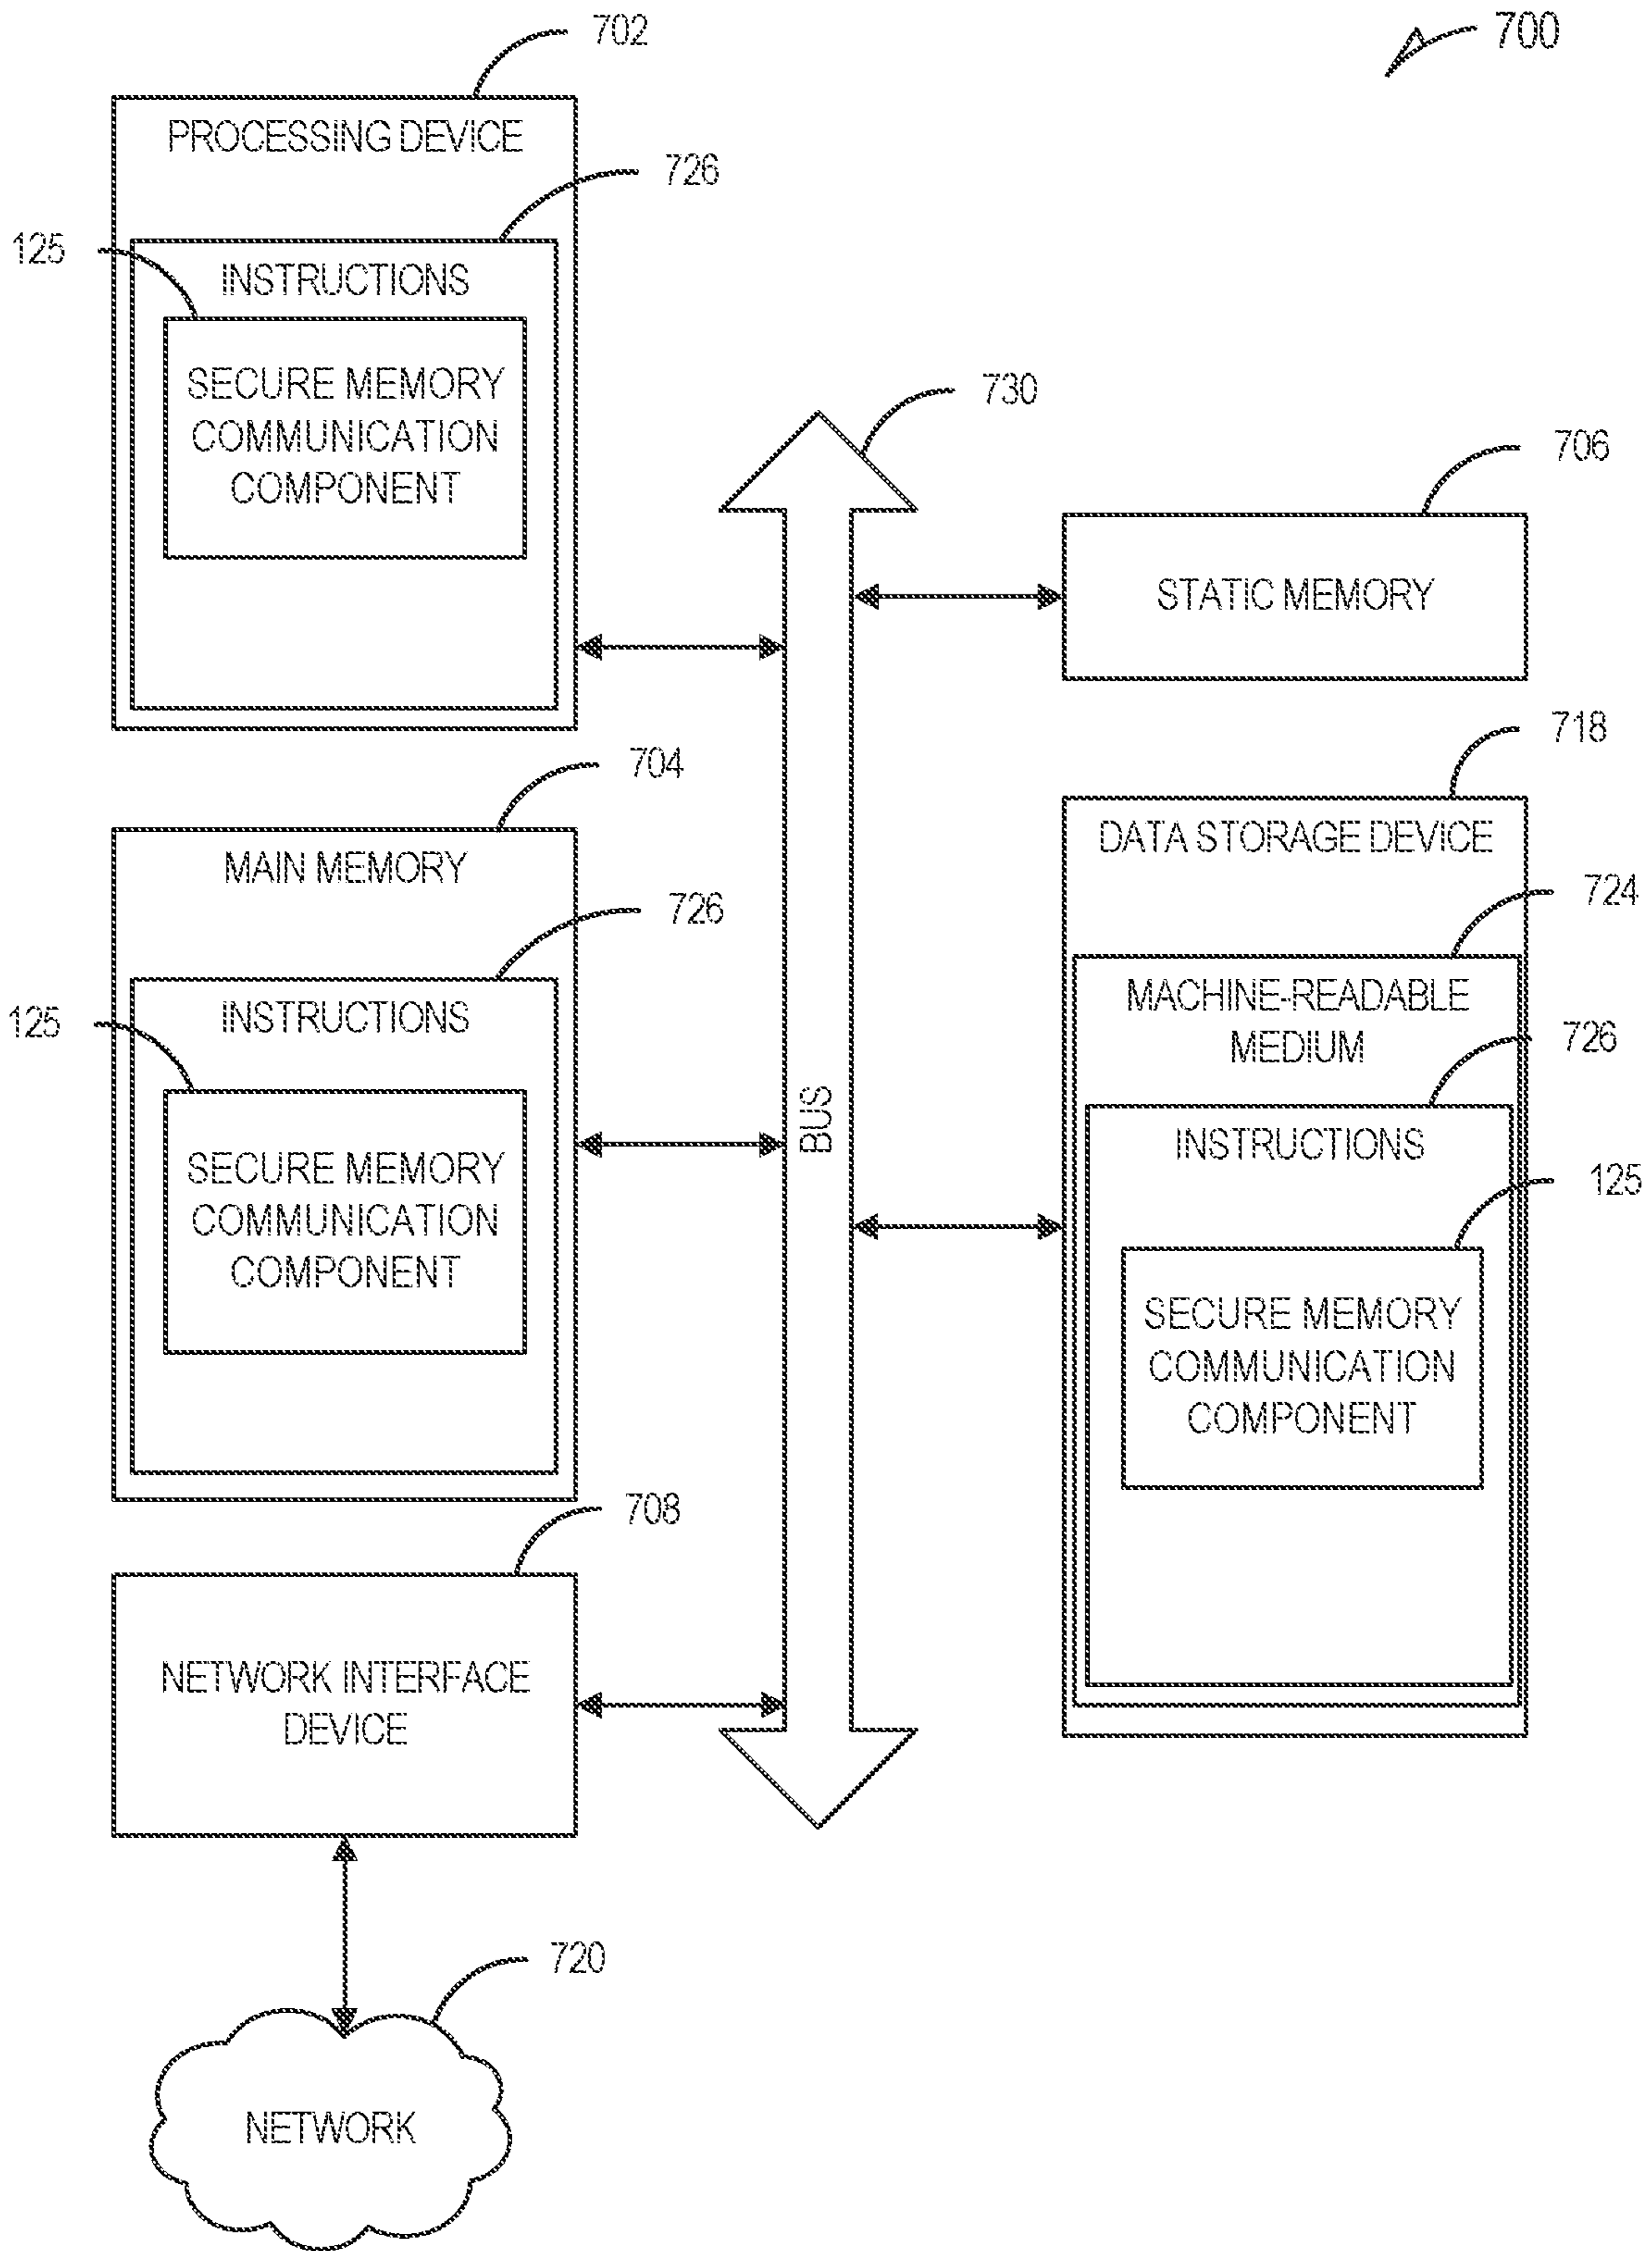 700
702
PROCESSING DEVICE
726
125
INSTRUCTIONS
SECURE MEMORY
COMMUNICATION
COMPONENT
704
MAIN MEMORY
726
125
INSTRUCTIONS
SECURE MEMORY
COMMUNICATION
COMPONENT
708
NETWORK INTERFACE
DEVICE
720
NETWORK
730
BUS
706
STATIC MEMORY
718
DATA STORAGE DEVICE
724
MACHINE-READABLE
MEDIUM
726
INSTRUCTIONS
125
SECURE MEMORY
COMMUNICATION
COMPONENT